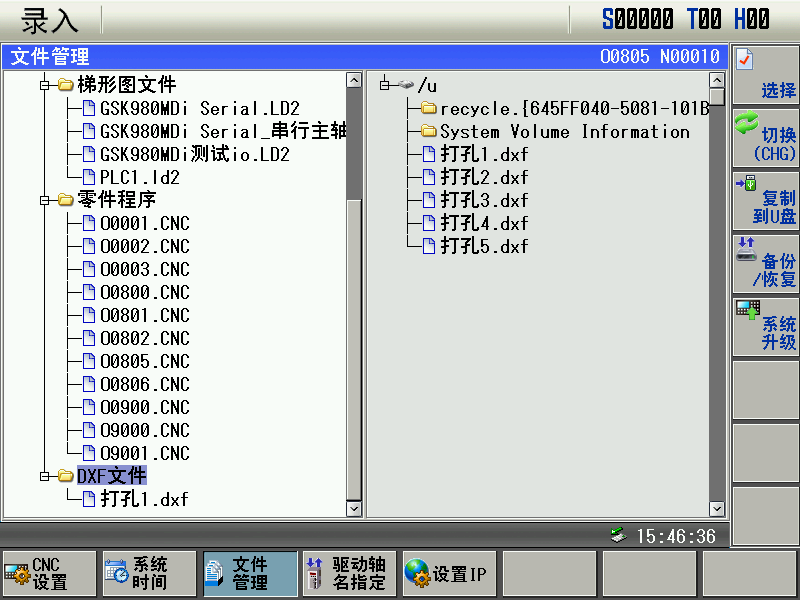 录入
S00000 T00 H00
文件管理
O0805 N00010
梯形图文件
GSK980MDi Serial.LD2
GSK980MDi Serial_串行主轴
GSK980MDi测试io.LD2
PLC1.ld2
零件程序
O0001.CNC
O0002.CNC
O0003.CNC
O0800.CNC
O0801.CNC
O0802.CNC
O0805.CNC
O0806.CNC
O0900.CNC
O9000.CNC
O9001.CNC
DXF文件
打孔1.dxf
/u
recycle.{645FF040-5081-101B
System Volume Information
打孔1.dxf
打孔2.dxf
打孔3.dxf
打孔4.dxf
打孔5.dxf
选择
切换
(CHG)
复制
到U盘
备份
/恢复
系统
升级
15:46:36
CNC
设置
系统
时间
文件
管理
驱动轴
名指定
设置IP